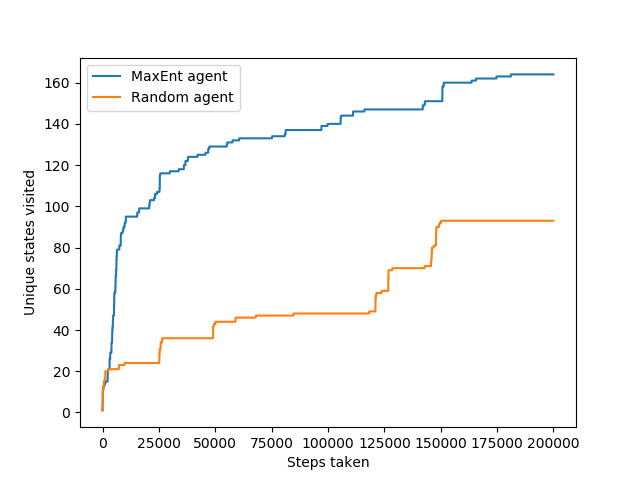 MaxEnt agent
Random agent
160
140
120
100
80
60
40
20
0
Unique states visited
0 25000 50000 75000 100000 125000 150000 175000 200000
Steps taken